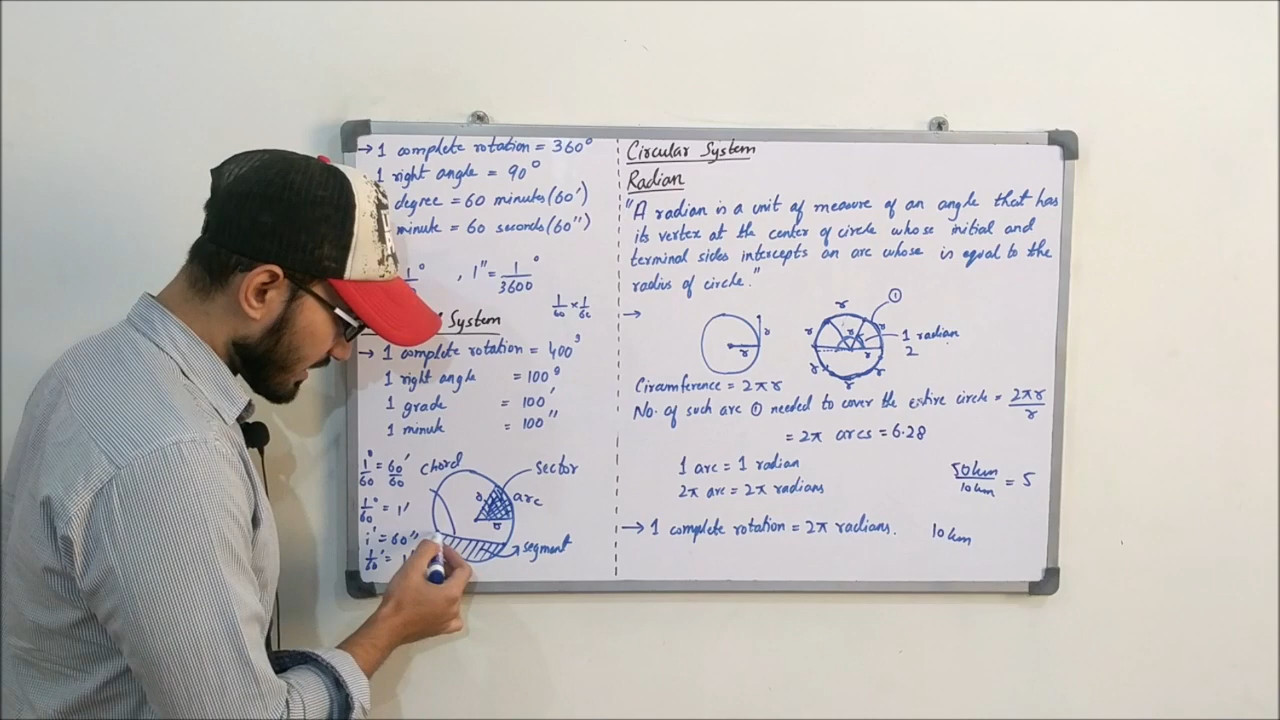 → 1 complete rotation = 360°
1 right angle = 90°
degree = 60 minutes (60')
minute = 60 seconds (60")
° , 1" = 1/3600 °
1/60 × 1/60
System
→ 1 complete rotation = 400ᵍ
1 right angle = 100ᵍ
1 grade = 100'
1 minute = 100"
1°/60 = 60'/60
1°/60 = 1'
1' = 60"
1'/60 =
chord
sector
arc
r
r
segment
Circular System
Radian
"A radian is a unit of measure of an angle that has
its vertex at the center of circle whose initial and
terminal sides intercepts an arc whose is equal to the
radius of circle."
→
r
r
r
①
r
r
r
r
r
r
1 radian
2
Circumference = 2πr
No. of such arc ① needed to cover the entire circle = 2πr/r
= 2π arcs = 6.28
1 arc = 1 radian
2π arc = 2π radians
50km/10km = 5
→ 1 complete rotation = 2π radians.
10km